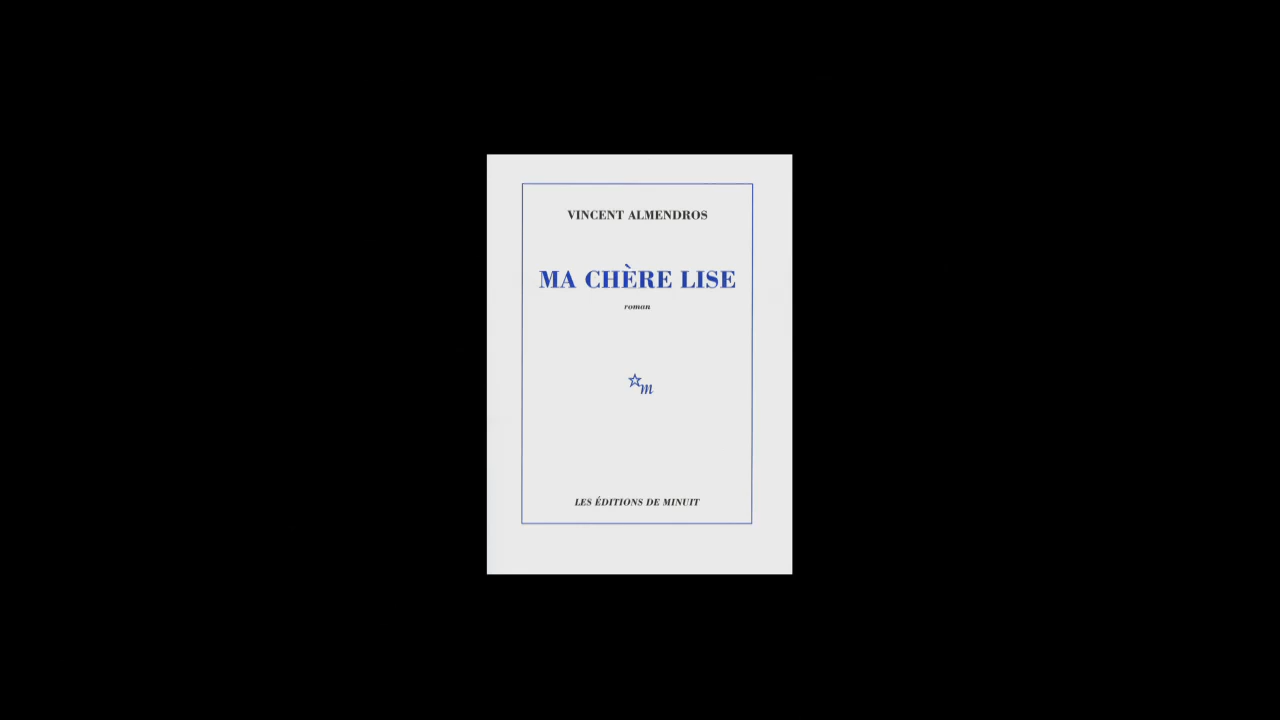 VINCENT ALMENDROS
MA CHÈRE LISE
roman
m
LES ÉDITIONS DE MINUIT